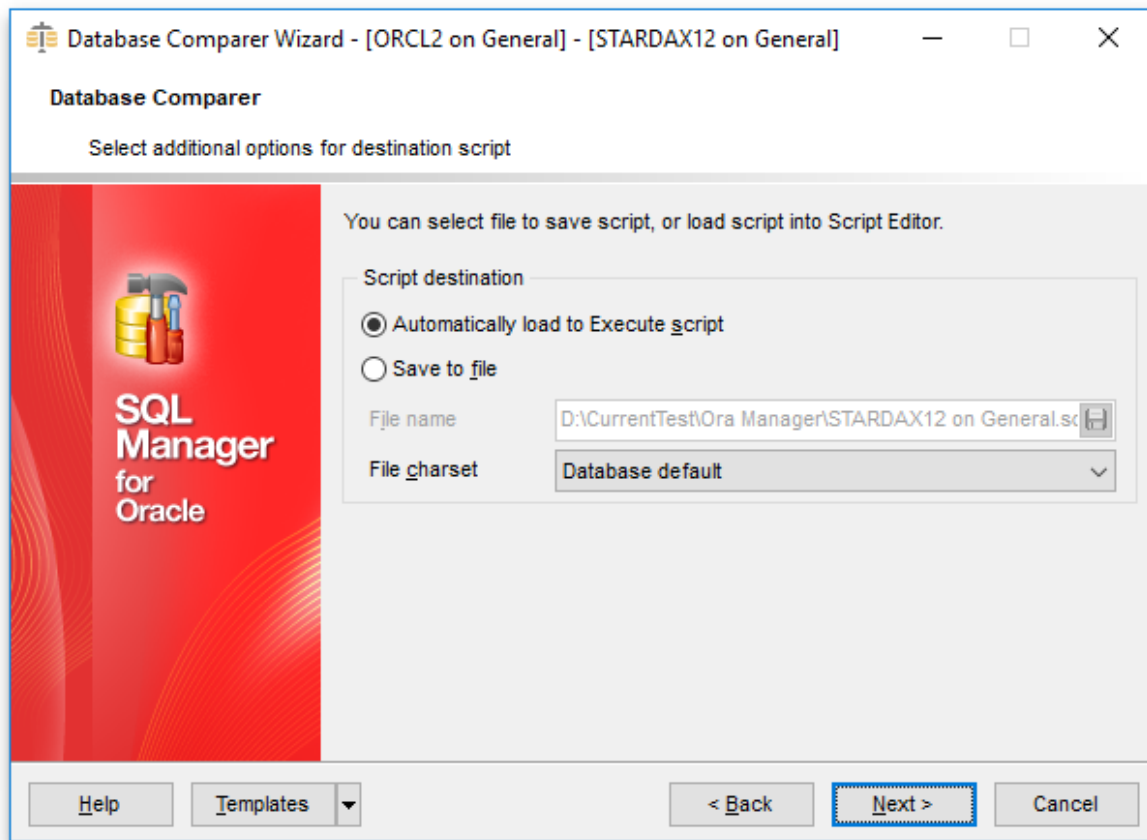 Database Comparer Wizard - [ORCL2 on General] - [STARDAX12 on General]
Database Comparer
Select additional options for destination script
You can select file to save script, or load script into Script Editor.
Script destination
Automatically load to Execute script
Save to file
File name
D:\CurrentTest\Ora Manager\STARDAX12 on General.sc
File charset
Database default
SQL
Manager
for
Oracle
Help
Templates
< Back
Next >
Cancel